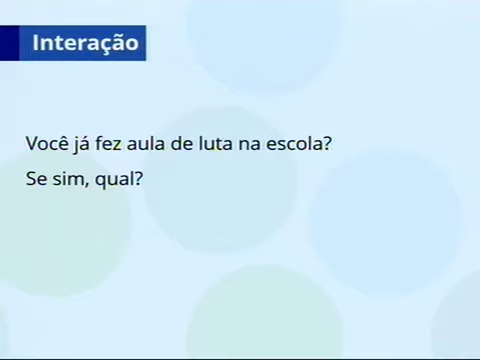 Interação
Você já fez aula de luta na escola?
Se sim, qual?